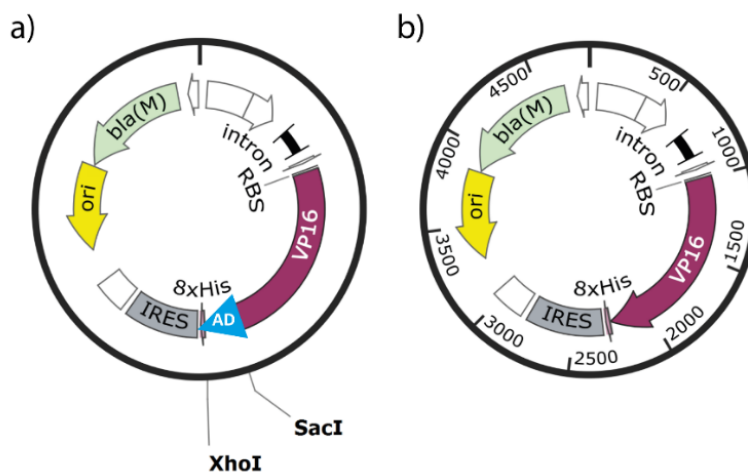 a)
bla(M)
intron
RBS
ori
VP16
8xHis
AD
IRES
SacI
XhoI
b)
4500
500
bla(M)
intron
1000
4000
RBS
ori
VP16
1500
3500
8xHis
IRES
3000
2000
2500